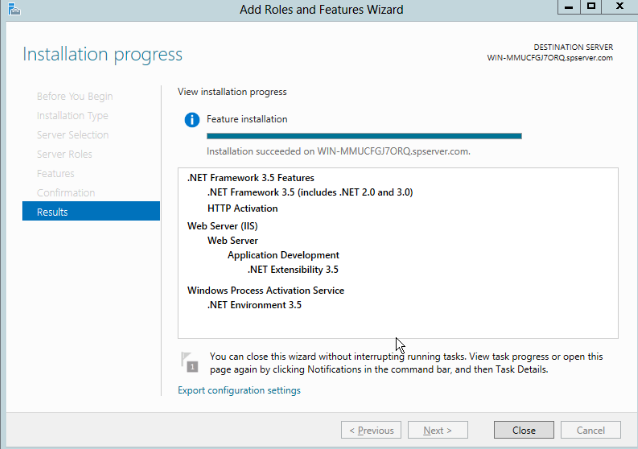 Add Roles and Features Wizard
Installation progress
DESTINATION SERVER
WIN-MMUCFGJ7ORQ.spserver.com
Before You Begin
Installation Type
Server Selection
Server Roles
Features
Confirmation
Results
View installation progress
Feature installation
Installation succeeded on WIN-MMUCFGJ7ORQ.spserver.com.
.NET Framework 3.5 Features
.NET Framework 3.5 (includes .NET 2.0 and 3.0)
HTTP Activation
Web Server (IIS)
Web Server
Application Development
.NET Extensibility 3.5
Windows Process Activation Service
.NET Environment 3.5
1
You can close this wizard without interrupting running tasks. View task progress or open this
page again by clicking Notifications in the command bar, and then Task Details.
Export configuration settings
< Previous
Next >
Close
Cancel